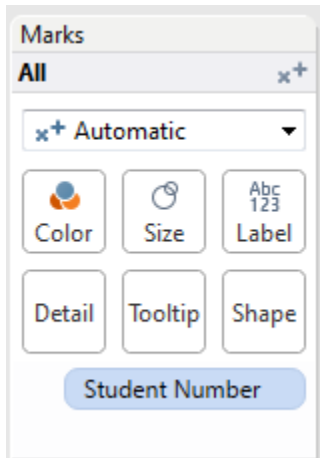 Marks
All
Automatic
Color Size Abc 123 Label
Detail Tooltip Shape
Student Number